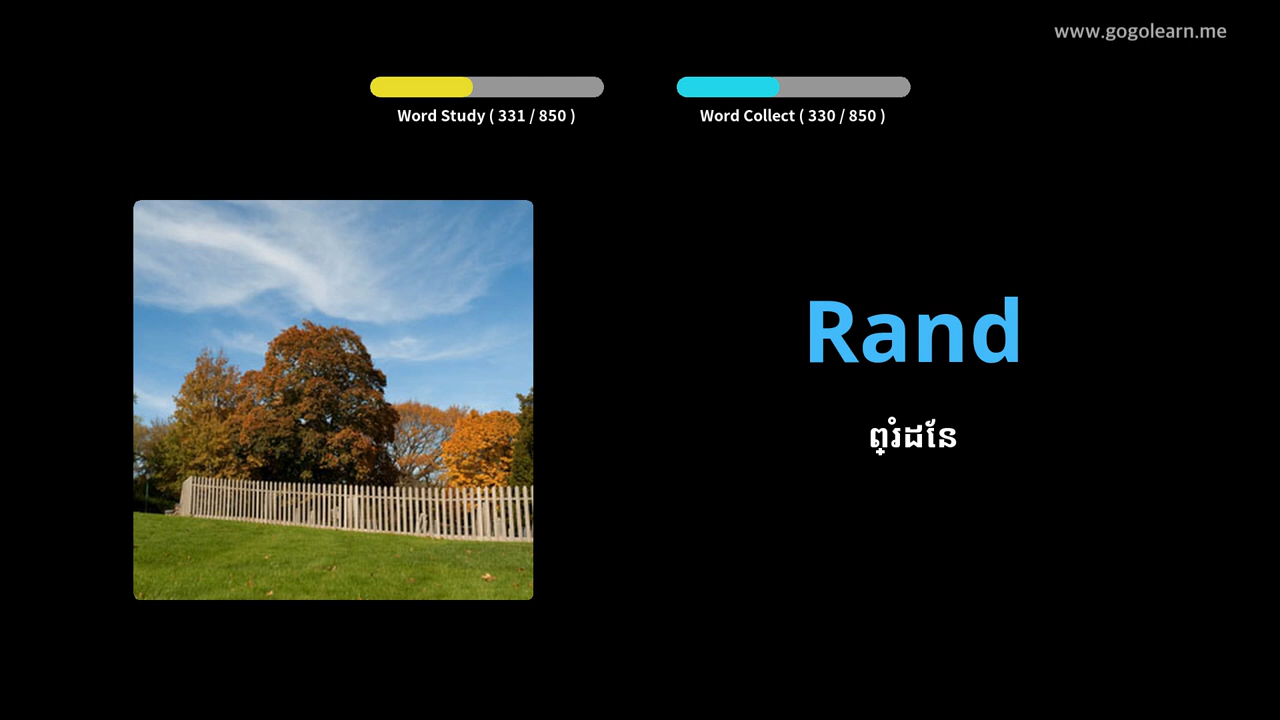 www.gogolearn.me
Word Study ( 331 / 850 )
Word Collect ( 330 / 850 )
Rand
ព្រំដែន